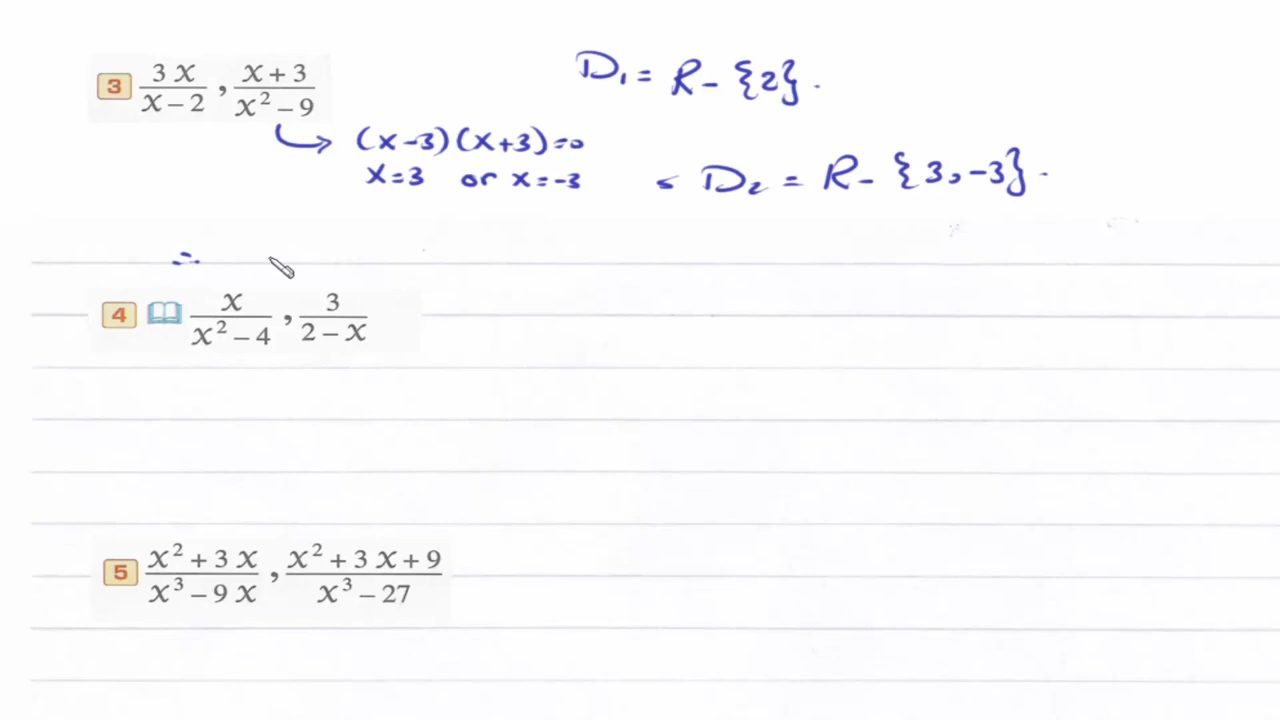 3 3x/(x-2) , (x+3)/(x²-9) D₁ = R - {2}.
(x-3)(x+3)=0
x=3 or x=-3 , D₂ = R - {3, -3}.
∴
4 x/(x²-4) , 3/(2-x)
5 (x²+3x)/(x³-9x) , (x²+3x+9)/(x³-27)